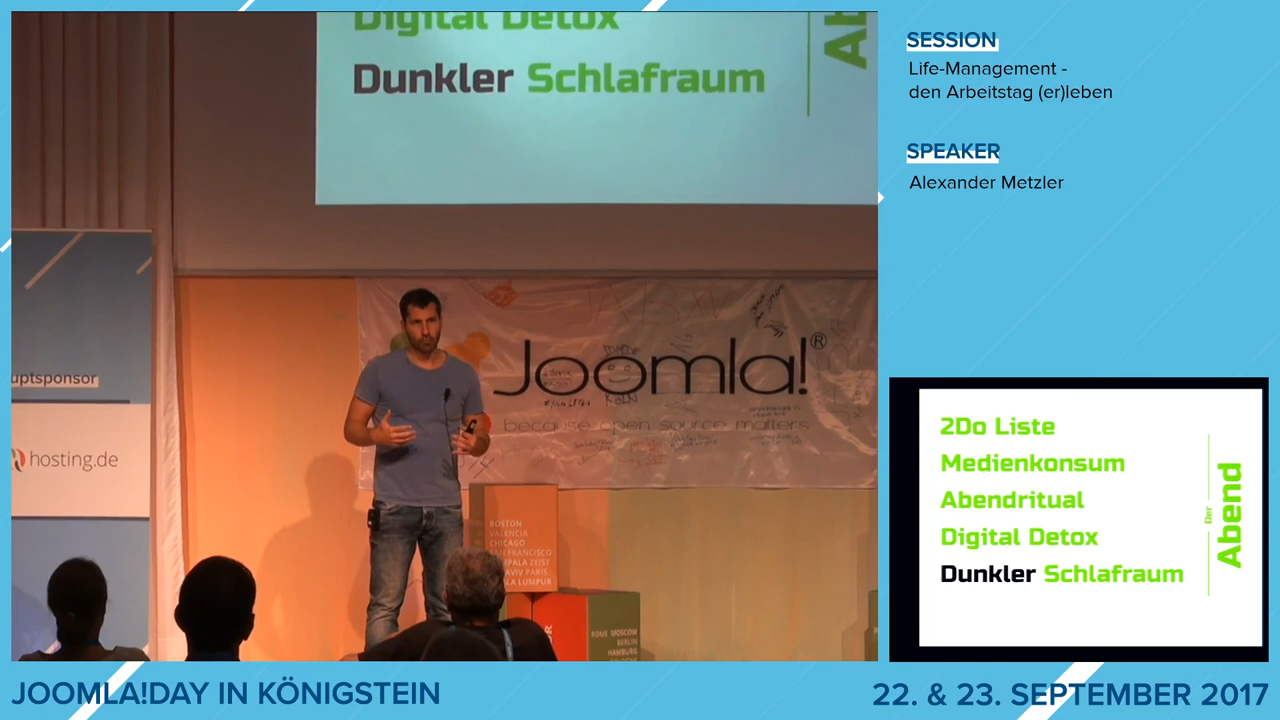 Digital Detox
Dunkler Schlafraum
uptsponsor
hosting.de
Joomla!®
because open source matters
BOSTON
VALENCIA
CHICAGO
SAN FRANCISCO
PARIS
LUMPUR
ROME MOSCOW
BERLIN
HAMBURG
SESSION
Life-Management -
den Arbeitstag (er)leben
SPEAKER
Alexander Metzler
2Do Liste
Medienkonsum
Abendritual
Digital Detox
Dunkler Schlafraum
Der
Abend
JOOMLA!DAY IN KÖNIGSTEIN
22. & 23. SEPTEMBER 2017